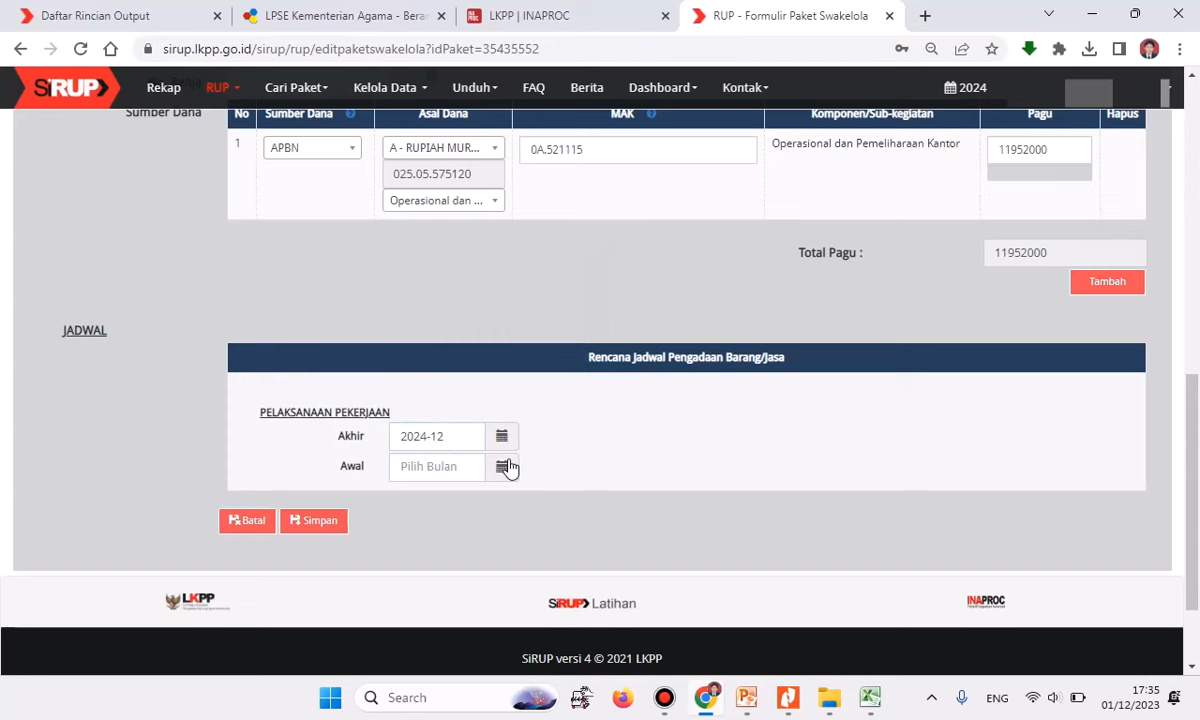 Daftar Rincian Output
LPSE Kementerian Agama - Bera
LKPP | INAPROC
RUP - Formulir Paket Swakelola
sirup.lkpp.go.id/sirup/rup/editpaketswakelola?idPaket=35435552
SiRUP
Rekap
RUP
Cari Paket
Kelola Data
Unduh
FAQ
Berita
Dashboard
Kontak
2024
Sumber Dana
No
Sumber Dana
Asal Dana
MAK
Komponen/Sub-kegiatan
Pagu
Hapus
1
APBN
A - RUPIAH MUR...
0A.521115
Operasional dan Pemeliharaan Kantor
11952000
025.05.575120
Operasional dan ...
Total Pagu :
11952000
Tambah
JADWAL
Rencana Jadwal Pengadaan Barang/Jasa
PELAKSANAAN PEKERJAAN
Akhir
2024-12
Awal
Pilih Bulan
Batal
Simpan
LKPP
SiRUP Latihan
INAPROC
SiRUP versi 4 © 2021 LKPP
Search
ENG
17:35
01/12/2023